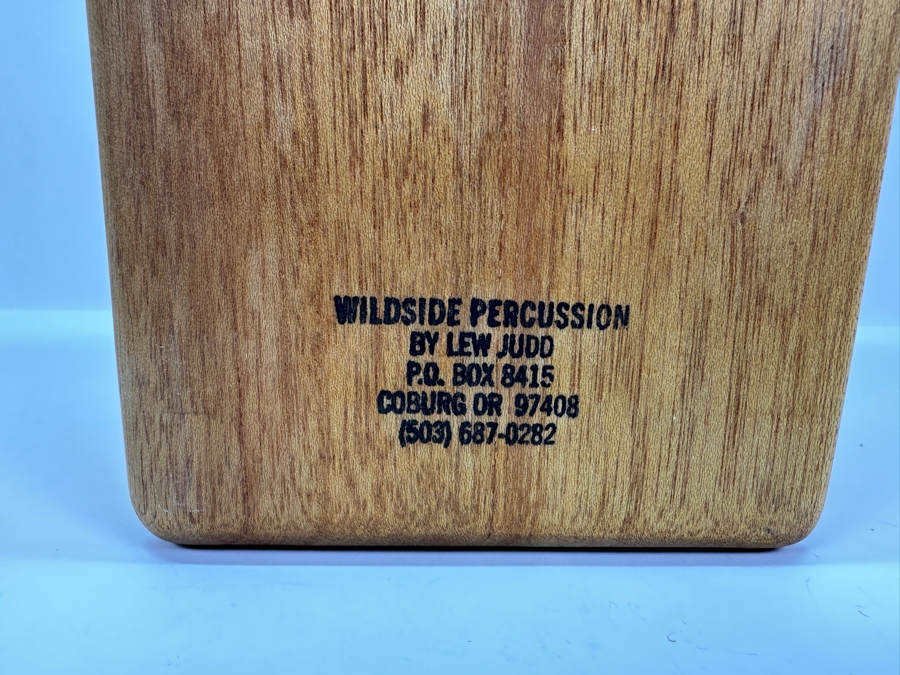 WILDSIDE PERCUSSION
BY LEW JUDD
P.O. BOX 8415
COBURG OR 97408
(503) 687-0282